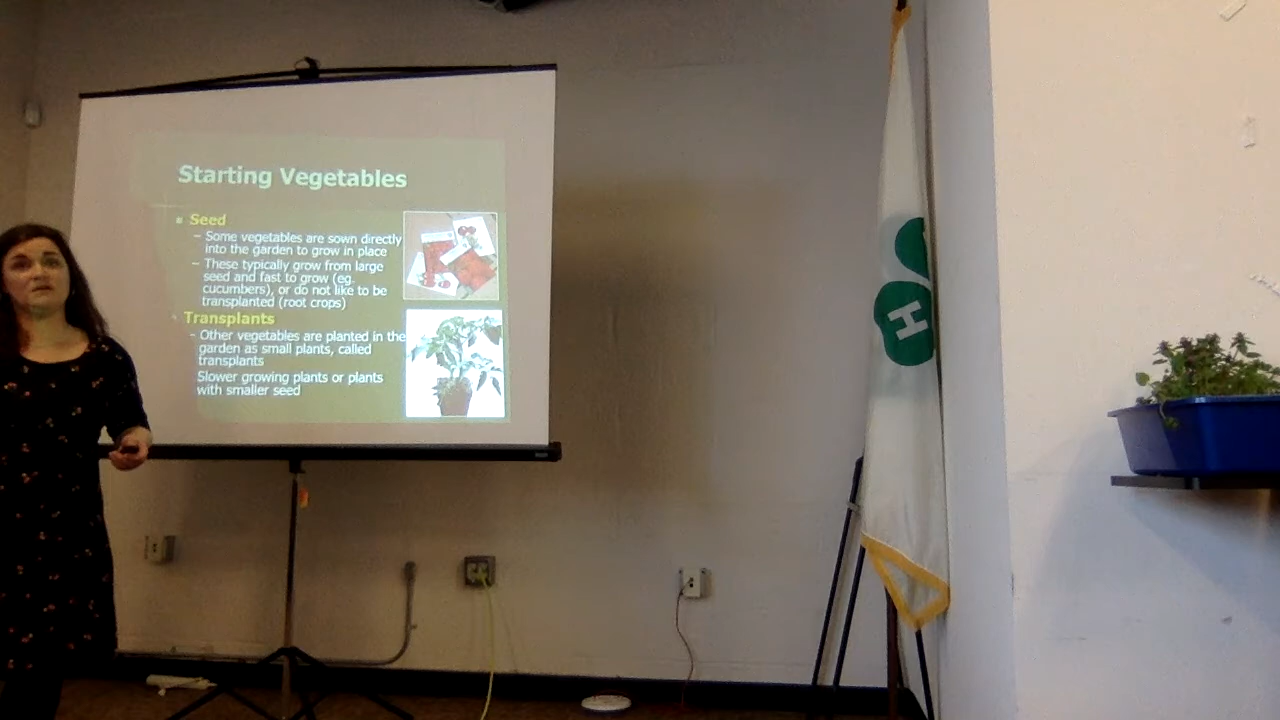 Starting Vegetables
Seed
– Some vegetables are sown directly
into the garden to grow in place
– These typically grow from large
seed and fast to grow (eg.
cucumbers), or do not like to be
transplanted (root crops)
Transplants
– Other vegetables are planted in the
garden as small plants, called
transplants
Slower growing plants or plants
with smaller seed
H